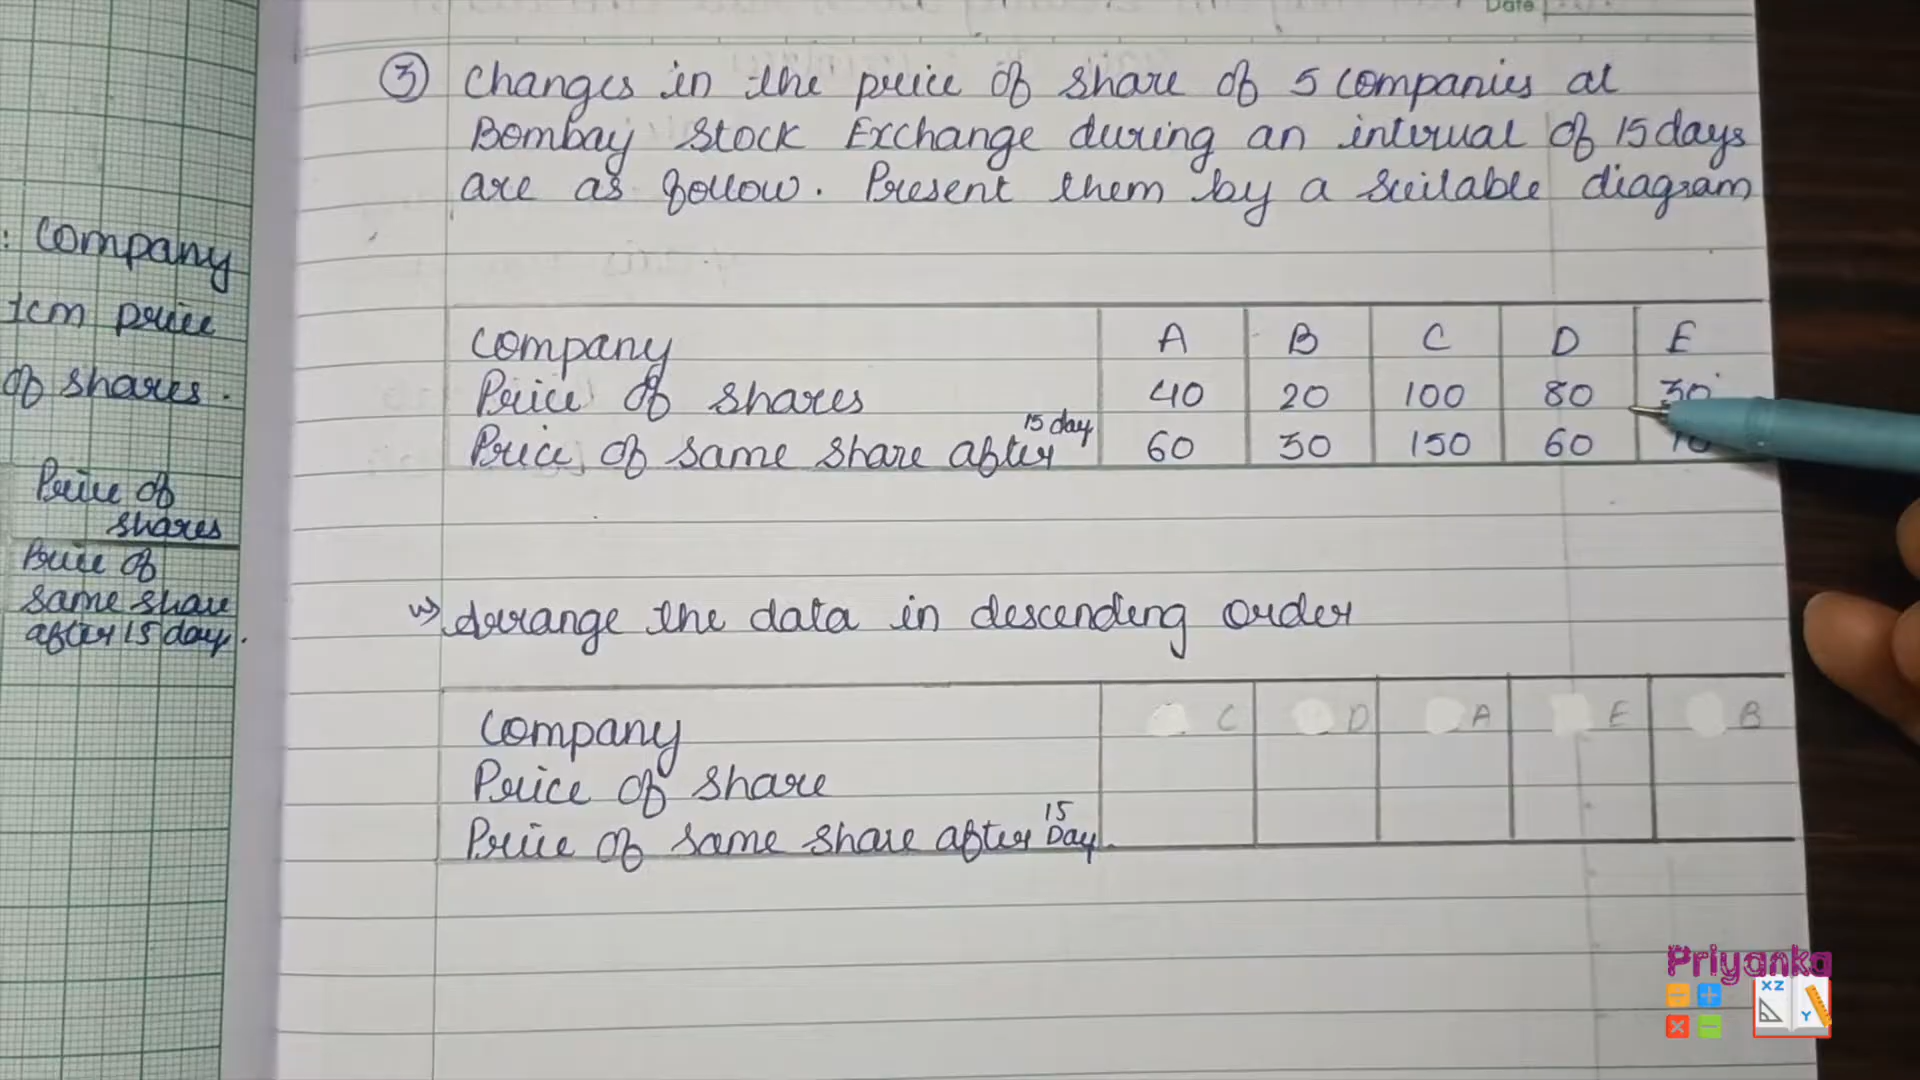 : Company
1cm price
of shares.
Price of
shares
Price of
same share
after 15 day.
Date
③ Changes in the price of share of 5 companies at
Bombay Stock Exchange during an interval of 15 days
are as follow. Present them by a suitable diagram
Company A B C D E
Price of shares 40 20 100 80 30
Price of same share after 15 day 60 30 150 60 10
Arrange the data in descending order
Company C D A E B
Price of share
Price of same share after 15 Day.
Priyanka
XZ
Y